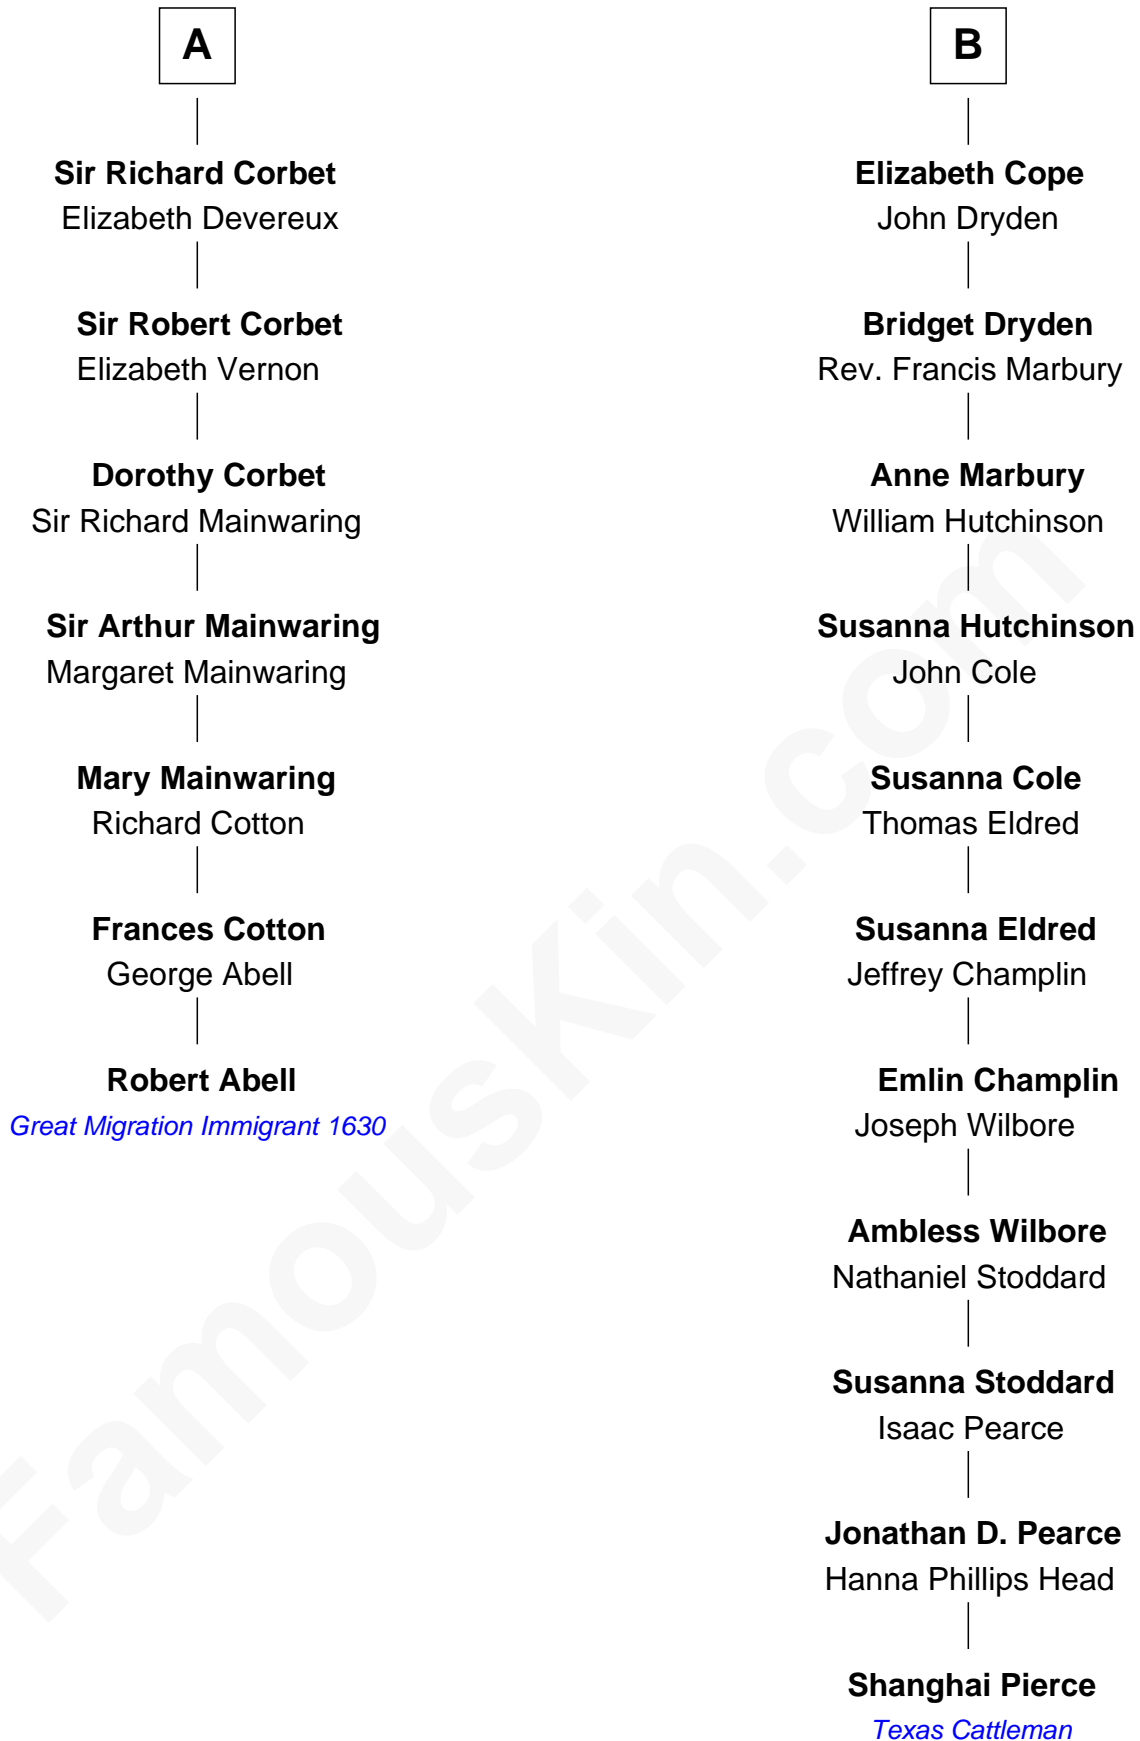 A
Sir Richard Corbet
Elizabeth Devereux
Sir Robert Corbet
Elizabeth Vernon
Dorothy Corbet
Sir Richard Mainwaring
Sir Arthur Mainwaring
Margaret Mainwaring
Mary Mainwaring
Richard Cotton
Frances Cotton
George Abell
Robert Abell
Great Migration Immigrant 1630
B
Elizabeth Cope
John Dryden
Bridget Dryden
Rev. Francis Marbury
Anne Marbury
William Hutchinson
Susanna Hutchinson
John Cole
Susanna Cole
Thomas Eldred
Susanna Eldred
Jeffrey Champlin
Emlin Champlin
Joseph Wilbore
Ambless Wilbore
Nathaniel Stoddard
Susanna Stoddard
Isaac Pearce
Jonathan D. Pearce
Hanna Phillips Head
Shanghai Pierce
Texas Cattleman
FamousKin.com